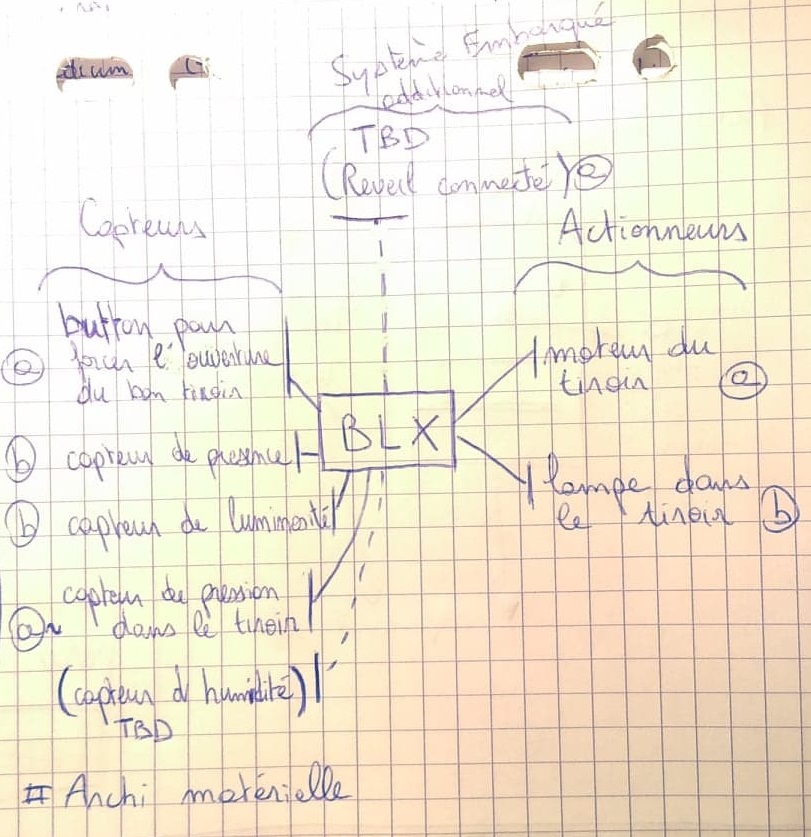 Système Embarqué
additionnel
TBD
(Reveil connecté) a
Capteurs
Actionneurs
button pour
a forcer l'ouverture
du bon tiroir
b capteur de presence
b capteur de luminosité
capteur de pression
a~ dans le tiroir
(capteur d humidité)
TBD
BLX
moteur du
tiroir a
lampe dans
le tiroir b
# Archi matérielle